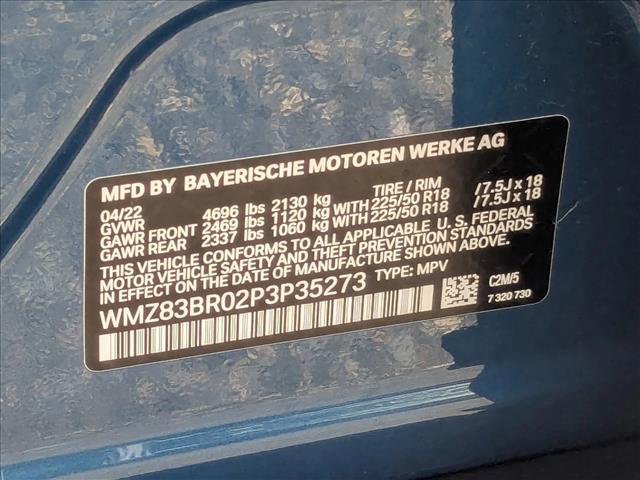 MFD BY BAYERISCHE MOTOREN WERKE AG
04/22 TIRE / RIM
GVWR 4696 lbs 2130 kg
GAWR FRONT 2469 lbs 1120 kg WITH 225/50 R18 /7.5J x 18
GAWR REAR 2337 lbs 1060 kg WITH 225/50 R18 /7.5J x 18
THIS VEHICLE CONFORMS TO ALL APPLICABLE U. S. FEDERAL
MOTOR VEHICLE SAFETY AND THEFT PREVENTION STANDARDS
IN EFFECT ON THE DATE OF MANUFACTURE SHOWN ABOVE.
WMZ83BR02P3P35273 TYPE: MPV
C2M/5
7 320 730